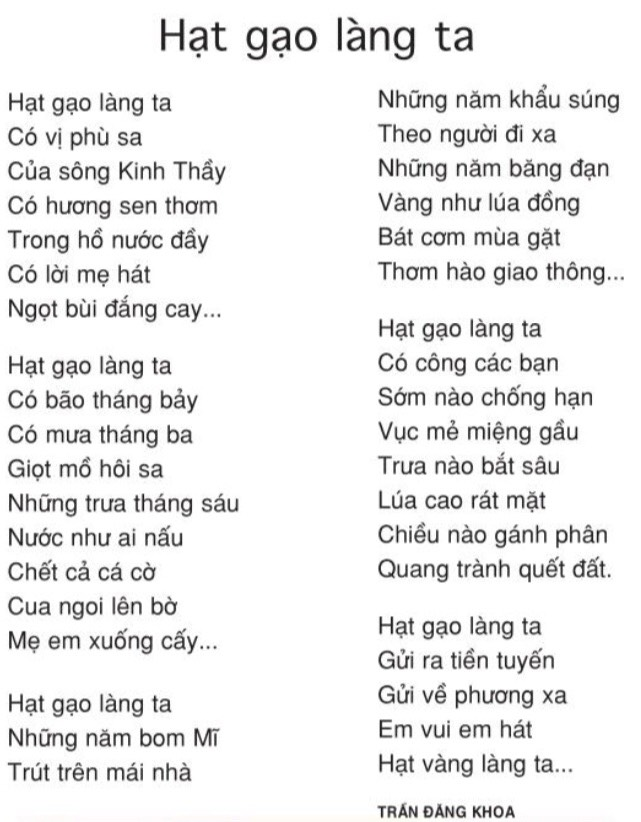 Hạt gạo làng ta
Hạt gạo làng ta
Có vị phù sa
Của sông Kinh Thầy
Có hương sen thơm
Trong hồ nước đầy
Có lời mẹ hát
Ngọt bùi đắng cay...
Hạt gạo làng ta
Có bão tháng bảy
Có mưa tháng ba
Giọt mồ hôi sa
Những trưa tháng sáu
Nước như ai nấu
Chết cả cá cờ
Cua ngoi lên bờ
Mẹ em xuống cấy...
Hạt gạo làng ta
Những năm bom Mĩ
Trút trên mái nhà
Những năm khẩu súng
Theo người đi xa
Những năm băng đạn
Vàng như lúa đồng
Bát cơm mùa gặt
Thơm hào giao thông...
Hạt gạo làng ta
Có công các bạn
Sớm nào chống hạn
Vục mẻ miệng gầu
Trưa nào bắt sâu
Lúa cao rát mặt
Chiều nào gánh phân
Quang trành quết đất.
Hạt gạo làng ta
Gửi ra tiền tuyến
Gửi về phương xa
Em vui em hát
Hạt vàng làng ta...
TRẦN ĐĂNG KHOA